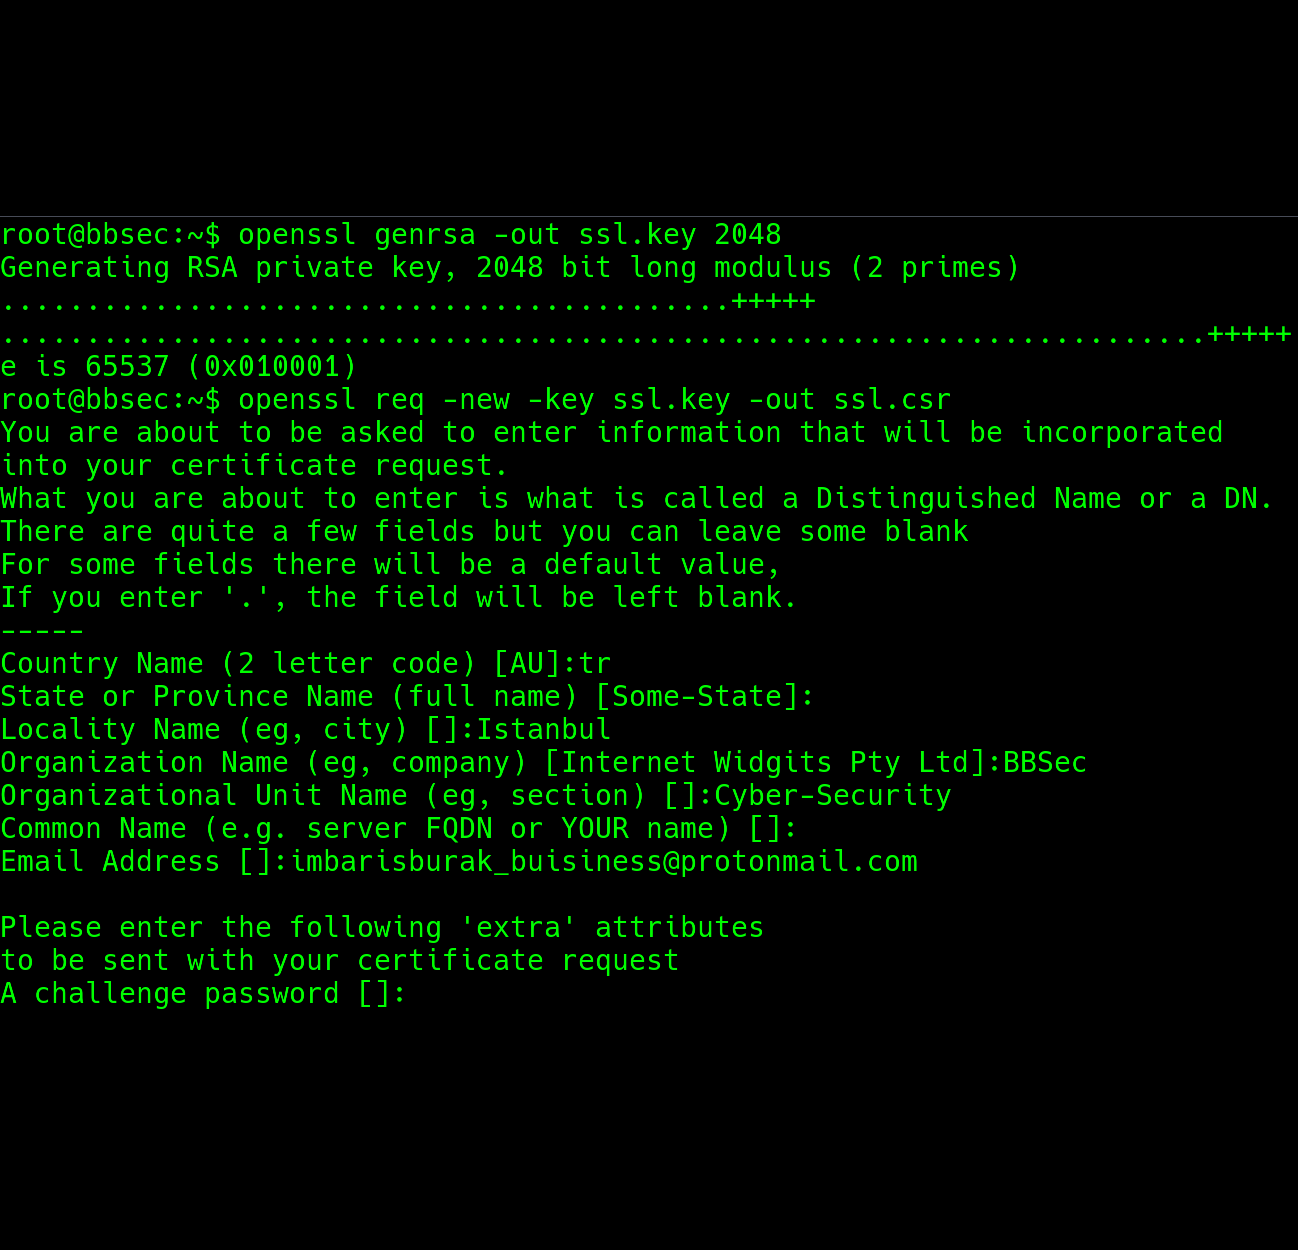 root@bbsec:~$ openssl genrsa -out ssl.key 2048
Generating RSA private key, 2048 bit long modulus (2 primes)
...........................................+++++
.......................................................................+++++
e is 65537 (0x010001)
root@bbsec:~$ openssl req -new -key ssl.key -out ssl.csr
You are about to be asked to enter information that will be incorporated
into your certificate request.
What you are about to enter is what is called a Distinguished Name or a DN.
There are quite a few fields but you can leave some blank
For some fields there will be a default value,
If you enter '.', the field will be left blank.
-----
Country Name (2 letter code) [AU]:tr
State or Province Name (full name) [Some-State]:
Locality Name (eg, city) []:Istanbul
Organization Name (eg, company) [Internet Widgits Pty Ltd]:BBSec
Organizational Unit Name (eg, section) []:Cyber-Security
Common Name (e.g. server FQDN or YOUR name) []:
Email Address []:imbarisburak_buisiness@protonmail.com

Please enter the following 'extra' attributes
to be sent with your certificate request
A challenge password []: